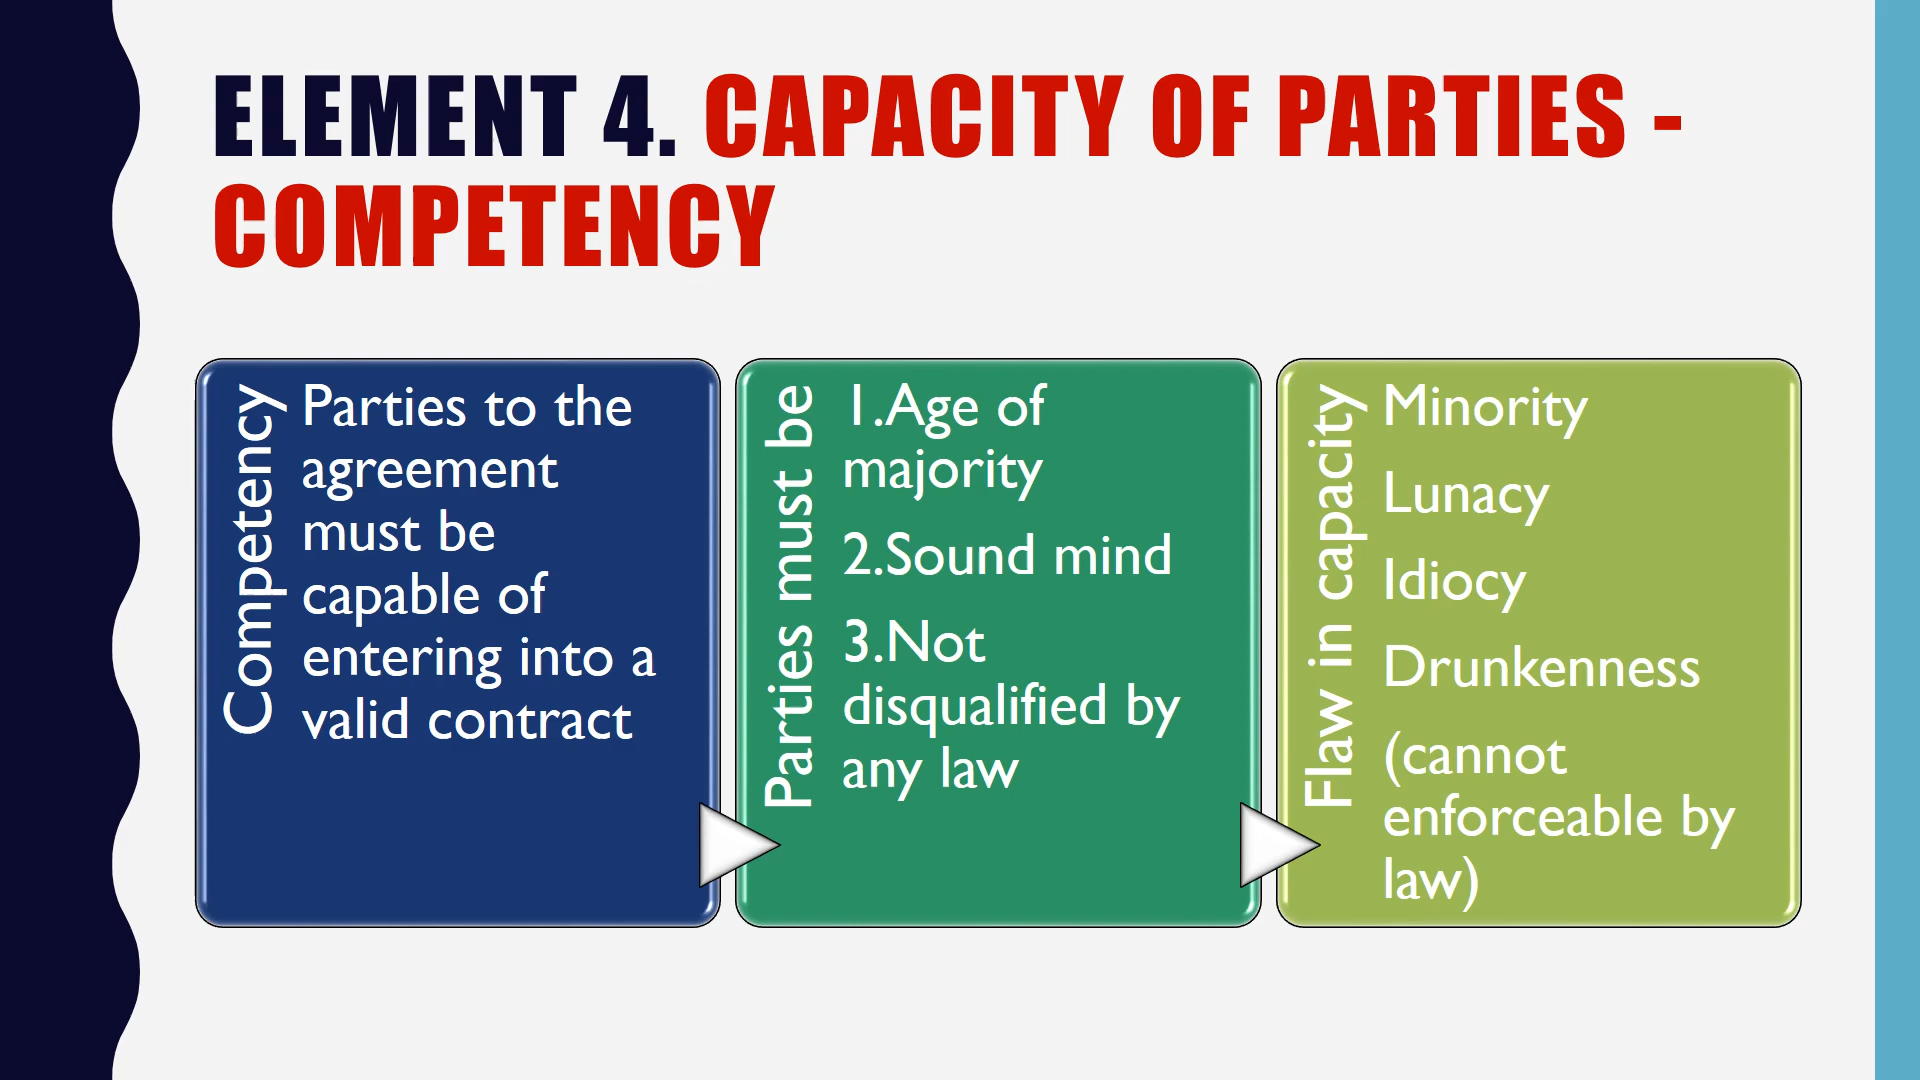 ELEMENT 4. CAPACITY OF PARTIES -
COMPETENCY
Competency
Parties to the
agreement
must be
capable of
entering into a
valid contract
Parties must be
1.Age of
majority
2.Sound mind
3.Not
disqualified by
any law
Flaw in capacity
Minority
Lunacy
Idiocy
Drunkenness
(cannot
enforceable by
law)